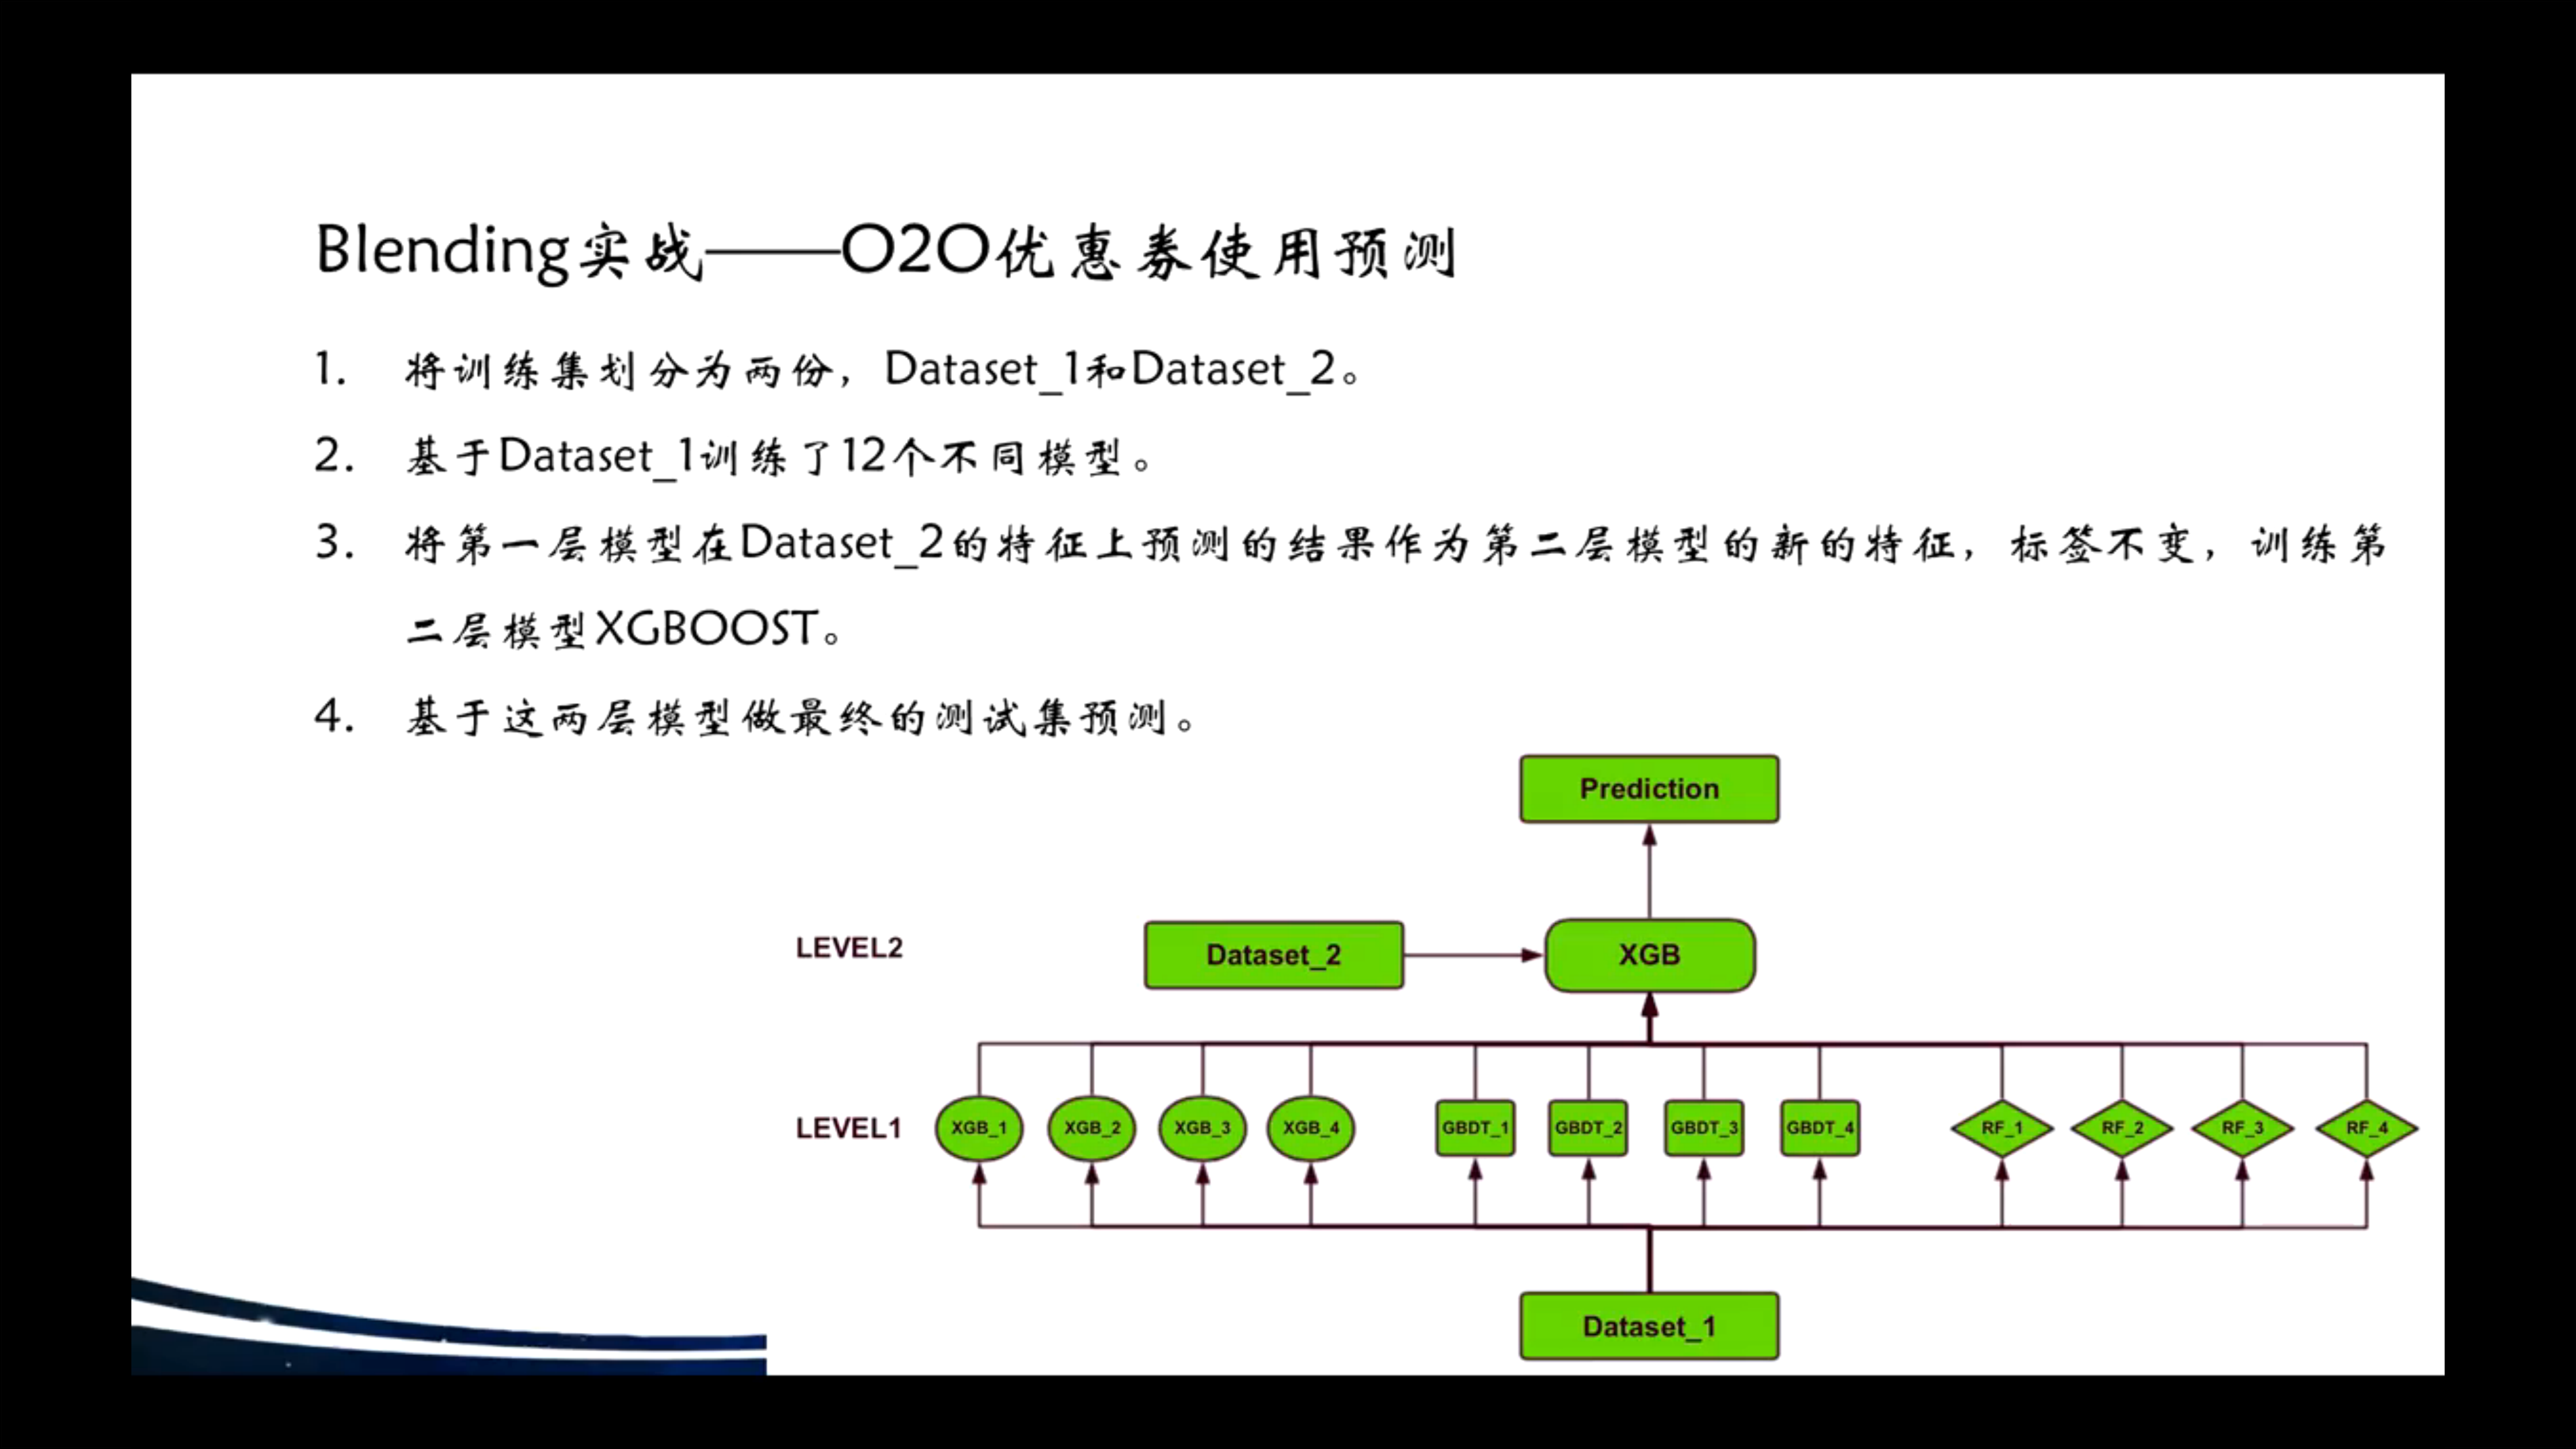 Blending实战——O2O优惠券使用预测
1. 将训练集划分为两份，Dataset_1和Dataset_2。
2. 基于Dataset_1训练了12个不同模型。
3. 将第一层模型在Dataset_2的特征上预测的结果作为第二层模型的新的特征，标签不变，训练第
二层模型XGBOOST。
4. 基于这两层模型做最终的测试集预测。
Prediction
LEVEL2 Dataset_2 XGB
LEVEL1 XGB_1 XGB_2 XGB_3 XGB_4 GBDT_1 GBDT_2 GBDT_3 GBDT_4 RF_1 RF_2 RF_3 RF_4
Dataset_1